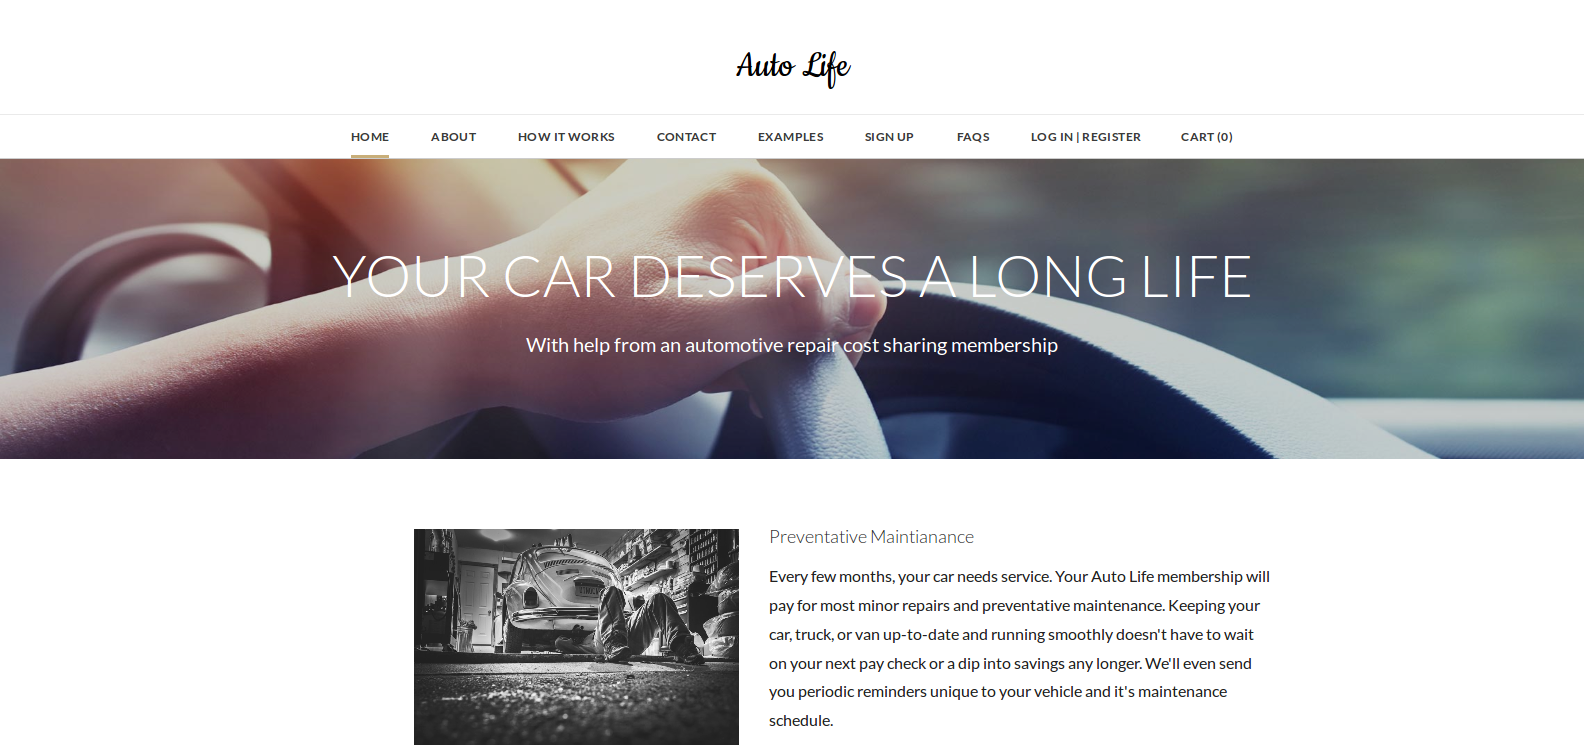 Auto Life
HOME ABOUT HOW IT WORKS CONTACT EXAMPLES SIGN UP FAQS LOG IN | REGISTER CART (0)
YOUR CAR DESERVES A LONG LIFE
With help from an automotive repair cost sharing membership
Preventative Maintianance
Every few months, your car needs service. Your Auto Life membership will
pay for most minor repairs and preventative maintenance. Keeping your
car, truck, or van up-to-date and running smoothly doesn't have to wait
on your next pay check or a dip into savings any longer. We'll even send
you periodic reminders unique to your vehicle and it's maintenance
schedule.